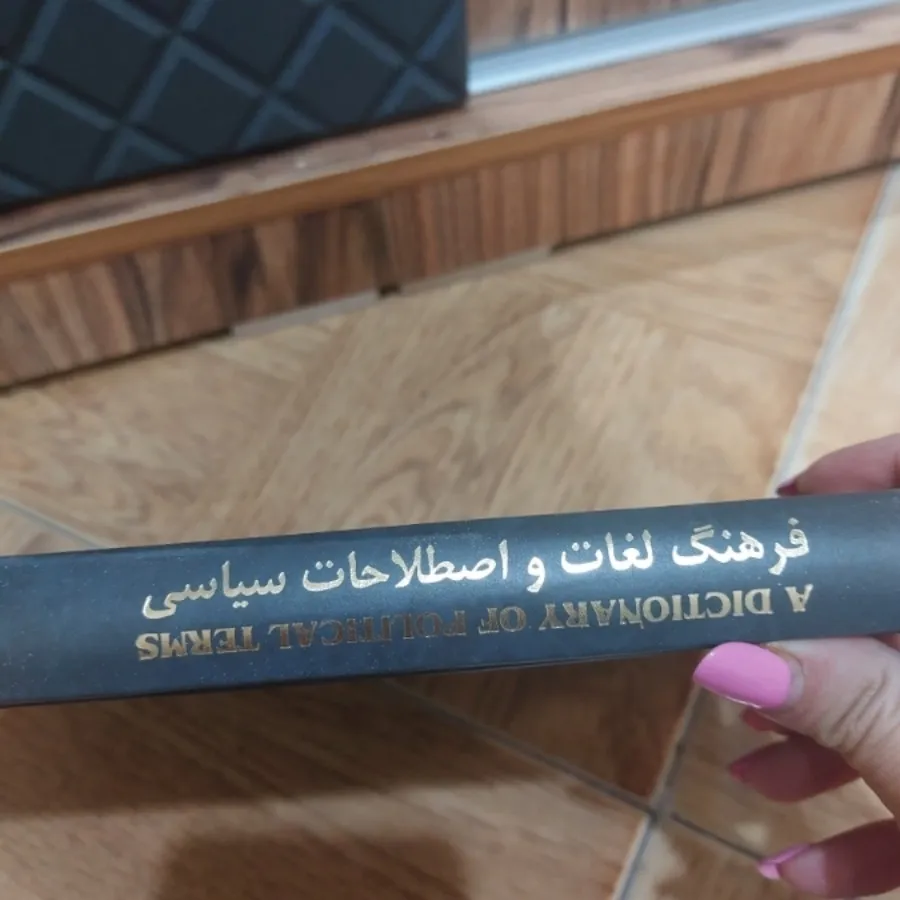 فرهنگ لغات و اصطلاحات سیاسی
A DICTIONARY OF POLITICAL TERMS